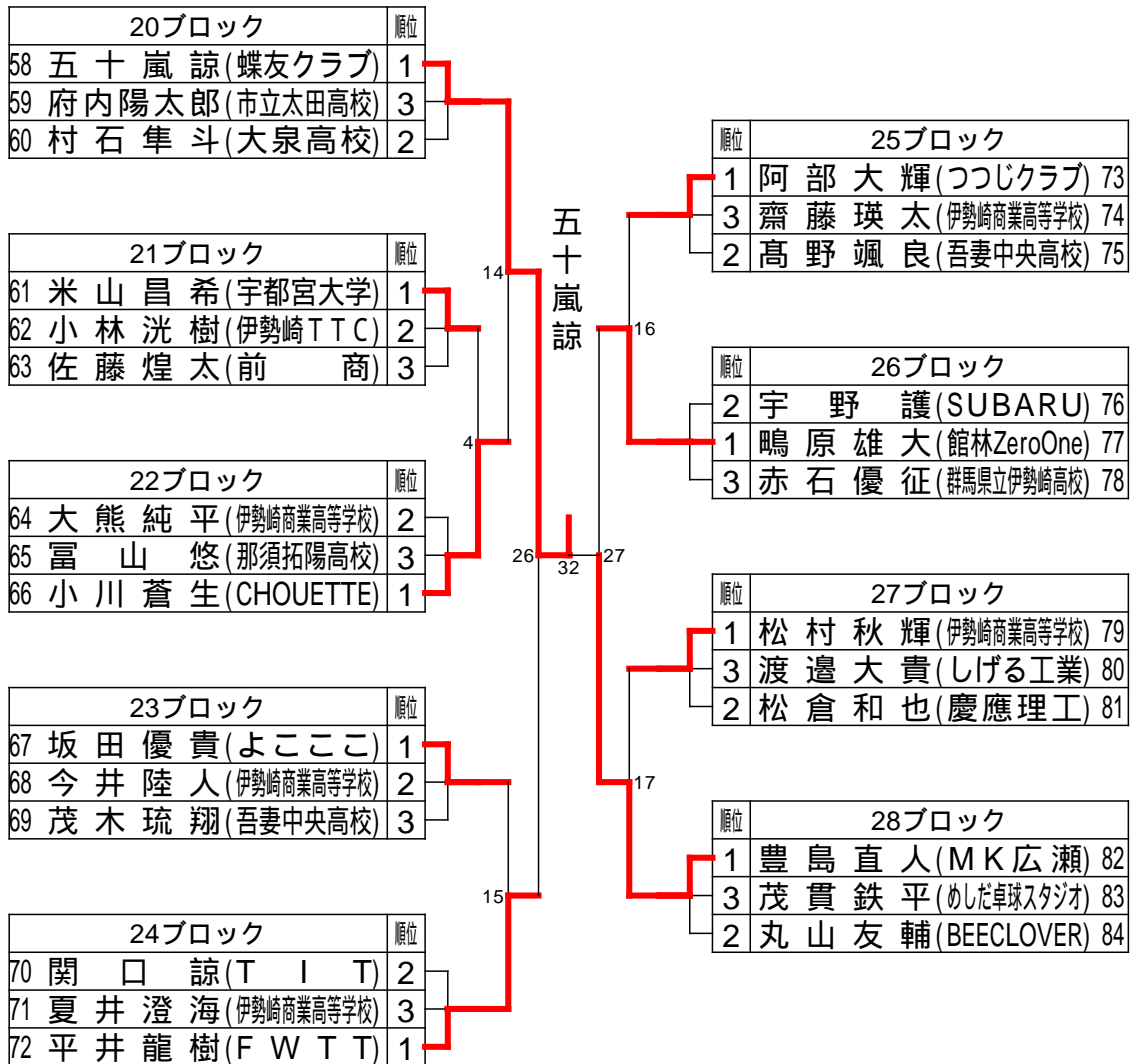 20ブロック 順位
58 五十嵐諒(蝶友クラブ) 1
59 府内陽太郎(市立太田高校) 3
60 村石隼斗(大泉高校) 2
21ブロック 順位
61 米山昌希(宇都宮大学) 1
62 小林洸樹(伊勢崎TTC) 2
63 佐藤煌太(前商) 3
22ブロック 順位
64 大熊純平(伊勢崎商業高等学校) 2
65 冨山悠(那須拓陽高校) 3
66 小川蒼生(CHOUETTE) 1
23ブロック 順位
67 坂田優貴(よこここ) 1
68 今井陸人(伊勢崎商業高等学校) 2
69 茂木琉翔(吾妻中央高校) 3
24ブロック 順位
70 関口諒(TIT) 2
71 夏井澄海(伊勢崎商業高等学校) 3
72 平井龍樹(FWTT) 1
14
4
15
26
五十嵐諒
32
27
16
17
順位 25ブロック
1 阿部大輝(つつじクラブ) 73
3 齋藤瑛太(伊勢崎商業高等学校) 74
2 髙野颯良(吾妻中央高校) 75
順位 26ブロック
2 宇野護(SUBARU) 76
1 鴫原雄大(館林ZeroOne) 77
3 赤石優征(群馬県立伊勢崎高校) 78
順位 27ブロック
1 松村秋輝(伊勢崎商業高等学校) 79
3 渡邉大貴(しげる工業) 80
2 松倉和也(慶應理工) 81
順位 28ブロック
1 豊島直人(MK広瀬) 82
3 茂貫鉄平(めしだ卓球スタジオ) 83
2 丸山友輔(BEECLOVER) 84